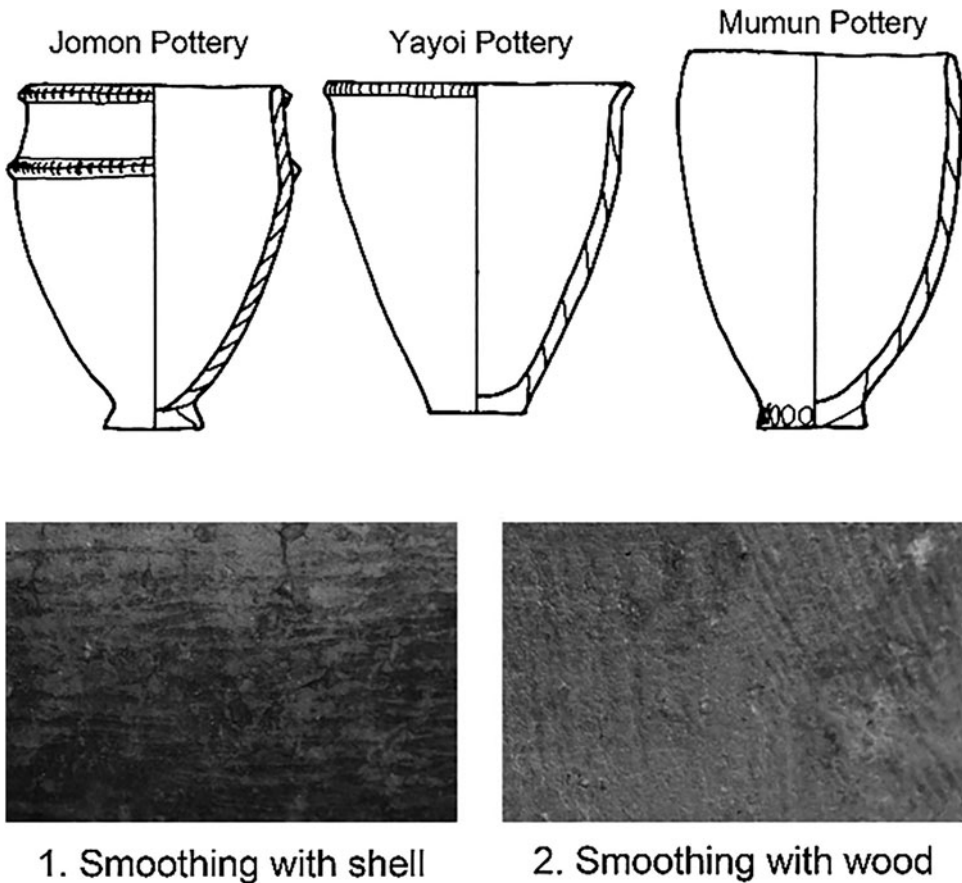 Jomon Pottery
Yayoi Pottery
Mumun Pottery
1. Smoothing with shell
2. Smoothing with wood